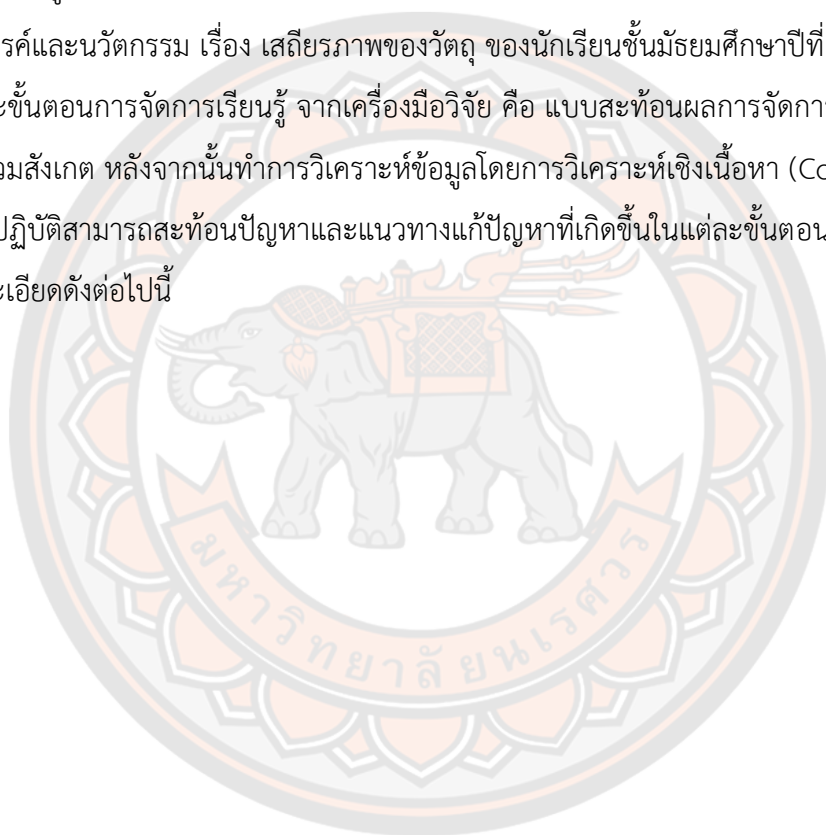 รรค์และนวัตกรรม เรื่อง เสถียรภาพของวัตถุ ของนักเรียนชั้นมัธยมศึกษาปีที่
ะขั้นตอนการจัดการเรียนรู้ จากเครื่องมือวิจัย คือ แบบสะท้อนผลการจัดกา
วมสังเกต หลังจากนั้นทำการวิเคราะห์ข้อมูลโดยการวิเคราะห์เชิงเนื้อหา (Co
ปฏิบัติสามารถสะท้อนปัญหาและแนวทางแก้ปัญหาที่เกิดขึ้นในแต่ละขั้นตอน
ะเอียดดังต่อไปนี้
มหาวิทยาลัยนเรศวร